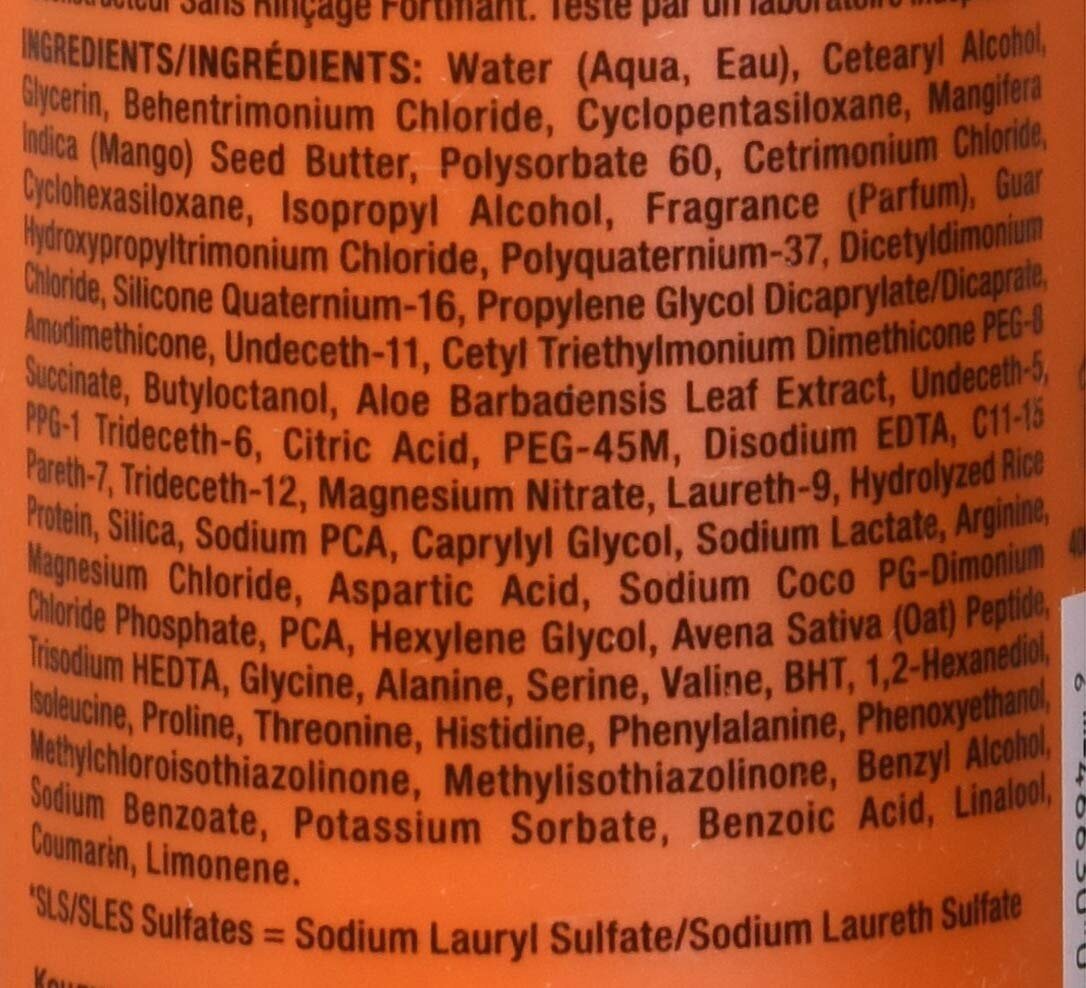 Sans Rinçage Fortifiant. Testé par un laboratoire
INGREDIENTS/INGRÉDIENTS: Water (Aqua, Eau), Cetearyl Alcohol,
Glycerin, Behentrimonium Chloride, Cyclopentasiloxane, Mangifera
Indica (Mango) Seed Butter, Polysorbate 60, Cetrimonium Chloride,
Cyclohexasiloxane, Isopropyl Alcohol, Fragrance (Parfum), Guar
Hydroxypropyltrimonium Chloride, Polyquaternium-37, Dicetyldimonium
Chloride, Silicone Quaternium-16, Propylene Glycol Dicaprylate/Dicaprate,
Amodimethicone, Undeceth-11, Cetyl Triethylmonium Dimethicone PEG-8
Succinate, Butyloctanol, Aloe Barbadensis Leaf Extract, Undeceth-5,
PPG-1 Trideceth-6, Citric Acid, PEG-45M, Disodium EDTA, C11-15
Pareth-7, Trideceth-12, Magnesium Nitrate, Laureth-9, Hydrolyzed Rice
Protein, Silica, Sodium PCA, Caprylyl Glycol, Sodium Lactate, Arginine,
Magnesium Chloride, Aspartic Acid, Sodium Coco PG-Dimonium
Chloride Phosphate, PCA, Hexylene Glycol, Avena Sativa (Oat) Peptide,
Trisodium HEDTA, Glycine, Alanine, Serine, Valine, BHT, 1,2-Hexanediol,
Isoleucine, Proline, Threonine, Histidine, Phenylalanine, Phenoxyethanol,
Methylchloroisothiazolinone, Methylisothiazolinone, Benzyl Alcohol,
Sodium Benzoate, Potassium Sorbate, Benzoic Acid, Linalool,
Coumarin, Limonene.
*SLS/SLES Sulfates = Sodium Lauryl Sulfate/Sodium Laureth Sulfate